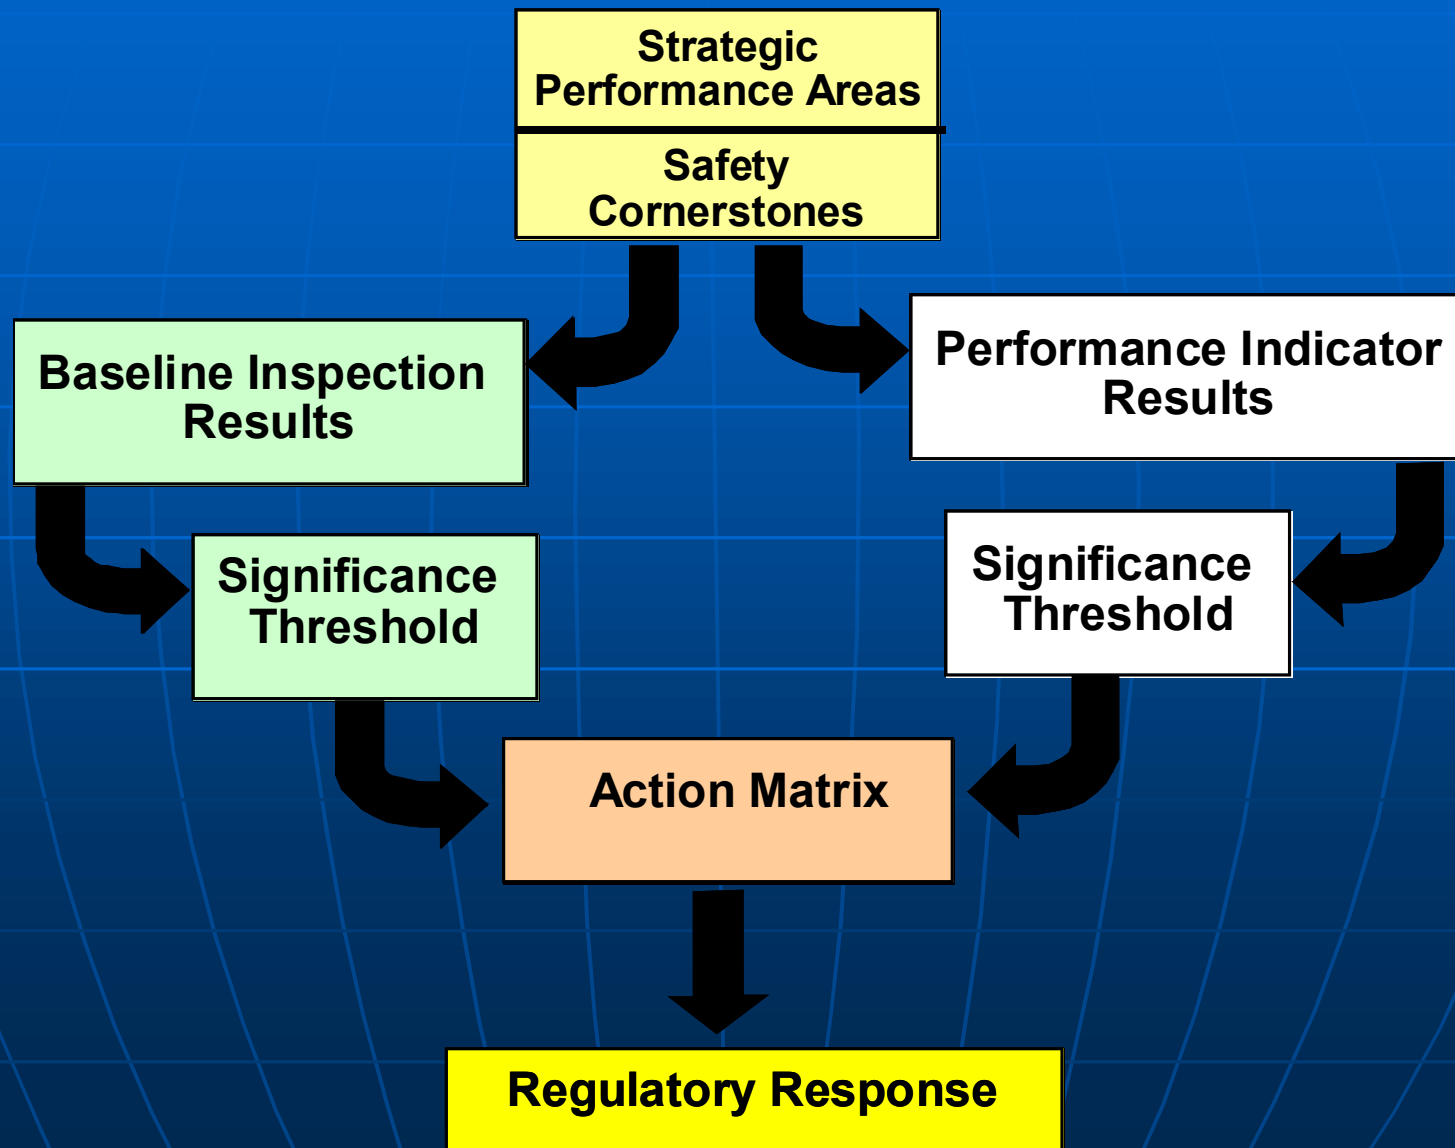 Strategic
Performance Areas
Safety
Cornerstones
Baseline Inspection
Results
Performance Indicator
Results
Significance
Threshold
Significance
Threshold
Action Matrix
Regulatory Response